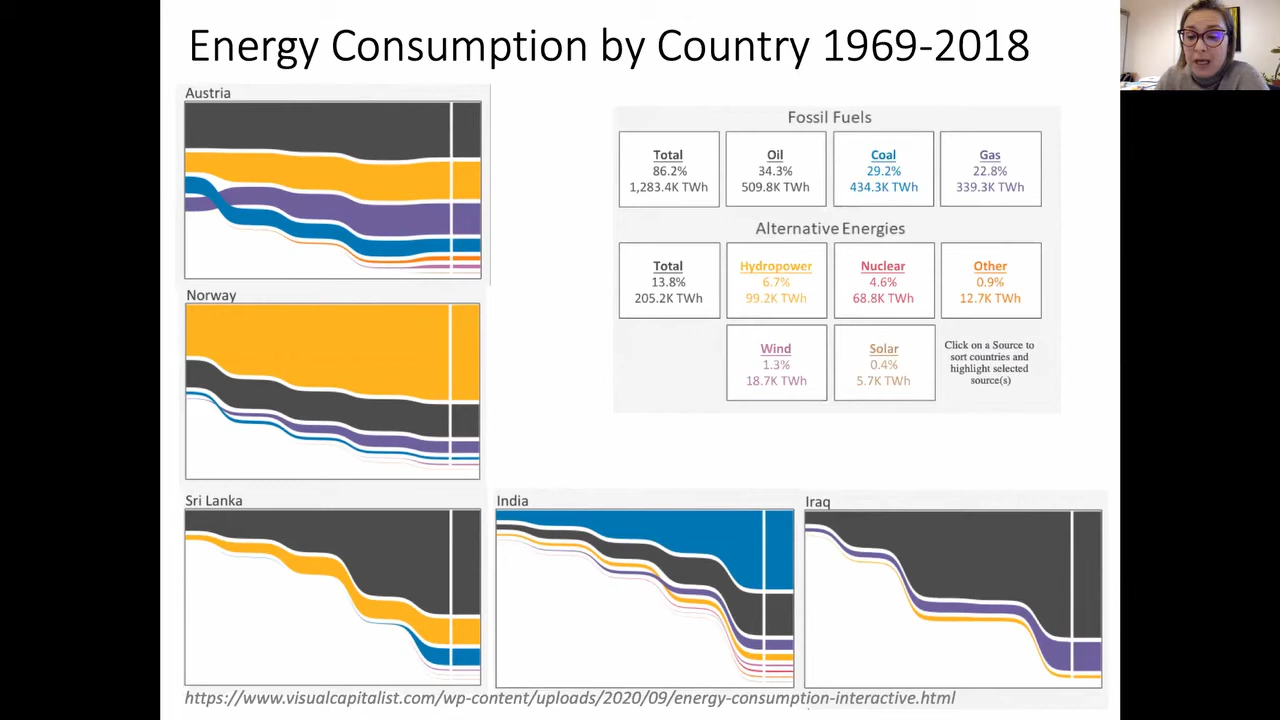 Energy Consumption by Country 1969-2018
Austria
Norway
Sri Lanka
India
Iraq
Fossil Fuels
Total
86.2%
1,283.4K TWh
Oil
34.3%
509.8K TWh
Coal
29.2%
434.3K TWh
Gas
22.8%
339.3K TWh
Alternative Energies
Total
13.8%
205.2K TWh
Hydropower
6.7%
99.2K TWh
Nuclear
4.6%
68.8K TWh
Other
0.9%
12.7K TWh
Wind
1.3%
18.7K TWh
Solar
0.4%
5.7K TWh
Click on a Source to
sort countries and
highlight selected
source(s)
https://www.visualcapitalist.com/wp-content/uploads/2020/09/energy-consumption-interactive.html